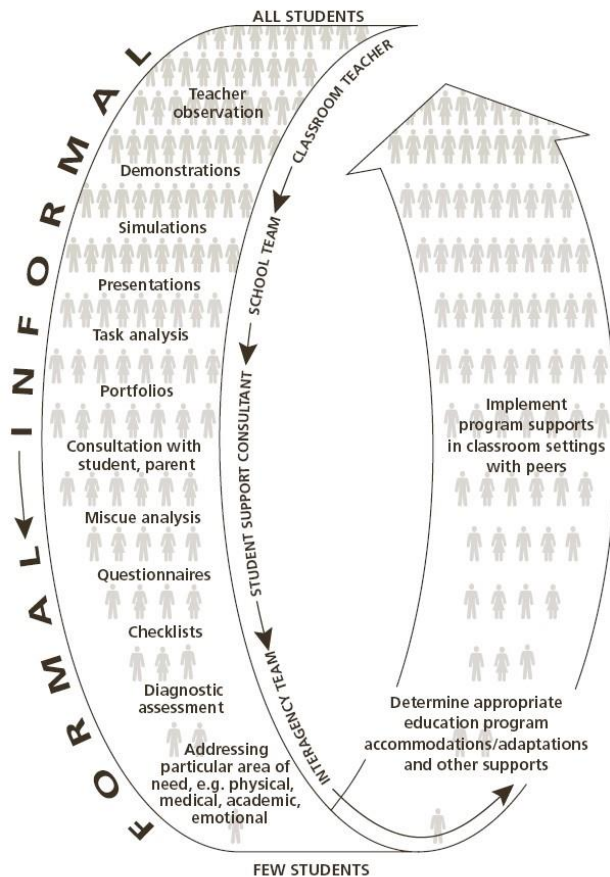 ALL STUDENTS
INFORMAL
FORMAL
Teacher
observation
Demonstrations
Simulations
Presentations
Task analysis
Portfolios
Consultation with
student, parent
Miscue analysis
Questionnaires
Checklists
Diagnostic
assessment
Addressing
particular area of
need, e.g. physical,
medical, academic,
emotional
CLASSROOM TEACHER
SCHOOL TEAM
STUDENT SUPPORT CONSULTANT
INTERAGENCY TEAM
Implement
program supports
in classroom settings
with peers
Determine appropriate
education program
accommodations/adaptations
and other supports
FEW STUDENTS